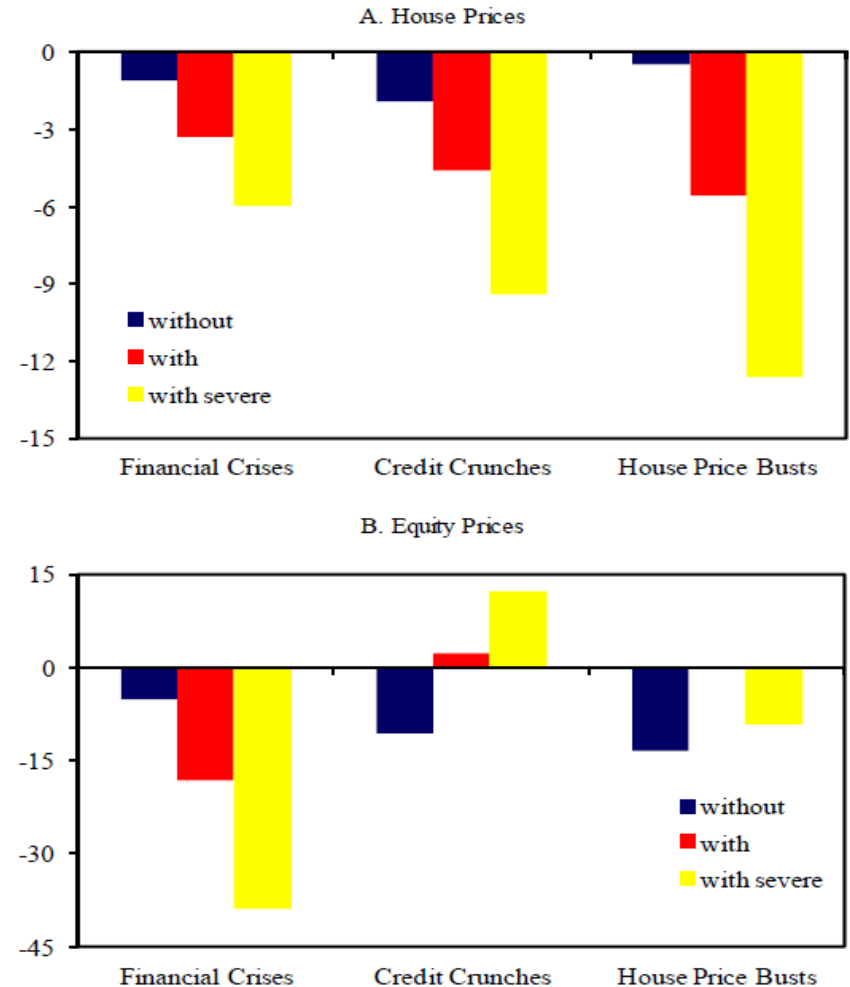 A. House Prices
0
-3
-6
-9
-12
-15
without
with
with severe
Financial Crises Credit Crunches House Price Busts
B. Equity Prices
15
0
-15
-30
-45
without
with
with severe
Financial Crises Credit Crunches House Price Busts